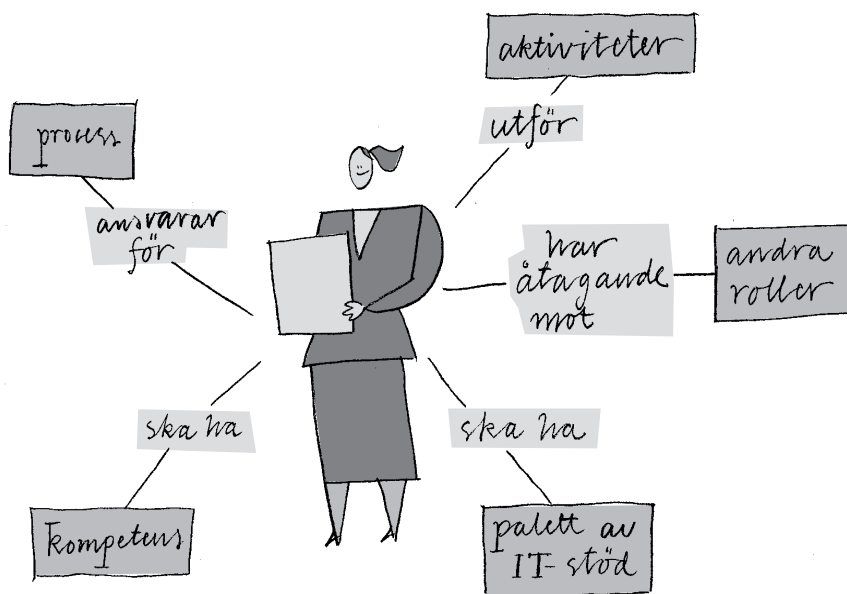 aktiviteter
utför
process
ansvarar
för
har
åtagande
mot
andra
roller
ska ha
kompetens
ska ha
palett av
IT-stöd